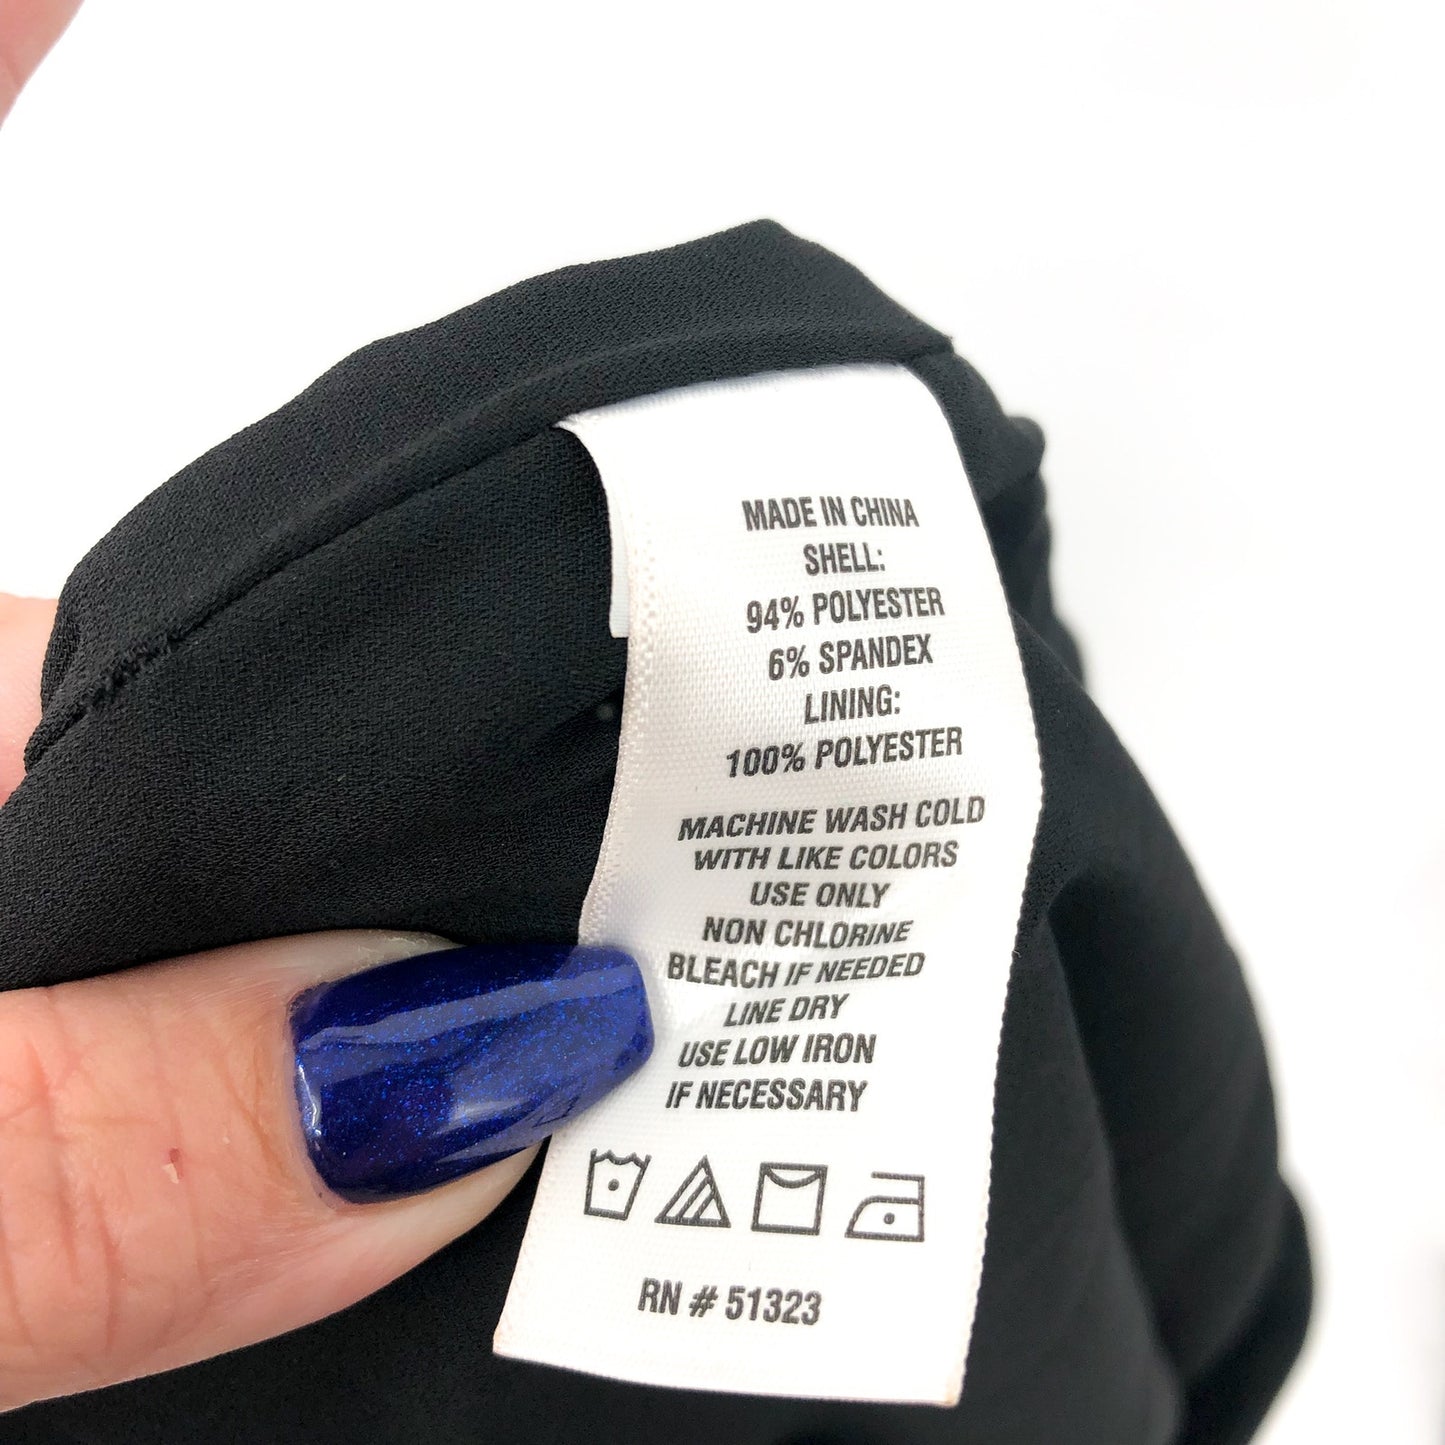 MADE IN CHINA
SHELL:
94% POLYESTER
6% SPANDEX
LINING:
100% POLYESTER
MACHINE WASH COLD
WITH LIKE COLORS
USE ONLY
NON CHLORINE
BLEACH IF NEEDED
LINE DRY
USE LOW IRON
IF NECESSARY
RN # 51323